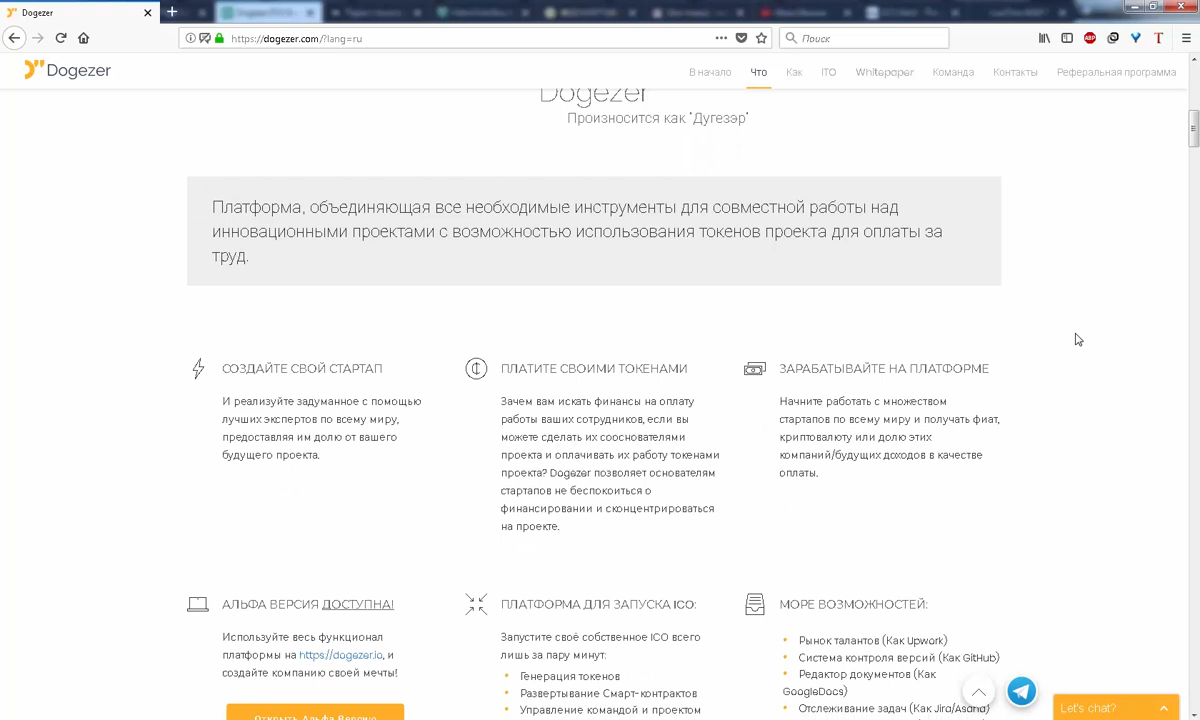 Dogezer
https://dogezer.com/?lang=ru
Поиск
Dogezer
В начало
Что
Как
ITO
Whitepaper
Команда
Контакты
Реферальная программа
Dogezer
Произносится как "Дугезэр"
Платформа, объединяющая все необходимые инструменты для совместной работы над
инновационными проектами с возможностью использования токенов проекта для оплаты за
труд.
СОЗДАЙТЕ СВОЙ СТАРТАП
И реализуйте задуманное с помощью
лучших экспертов по всему миру,
предоставляя им долю от вашего
будущего проекта.
ПЛАТИТЕ СВОИМИ ТОКЕНАМИ
Зачем вам искать финансы на оплату
работы ваших сотрудников, если вы
можете сделать их сооснователями
проекта и оплачивать их работу токенами
проекта? Dogezer позволяет основателям
стартапов не беспокоиться о
финансировании и сконцентрироваться
на проекте.
ЗАРАБАТЫВАЙТЕ НА ПЛАТФОРМЕ
Начните работать с множеством
стартапов по всему миру и получать фиат,
криптовалюту или долю этих
компаний/будущих доходов в качестве
оплаты.
АЛЬФА ВЕРСИЯ ДОСТУПНА!
Используйте весь функционал
платформы на https://dogezer.io, и
создайте компанию своей мечты!
Открыть Альфа Версию
ПЛАТФОРМА ДЛЯ ЗАПУСКА ICO:
Запустите своё собственное ICO всего
лишь за пару минут:
Генерация токенов
Развертывание Смарт-контрактов
Управление командой и проектом
МОРЕ ВОЗМОЖНОСТЕЙ:
Рынок талантов (Как Upwork)
Система контроля версий (Как GitHub)
Редактор документов (Как
GoogleDocs)
Отслеживание задач (Как Jira/Asana)
Let's chat?